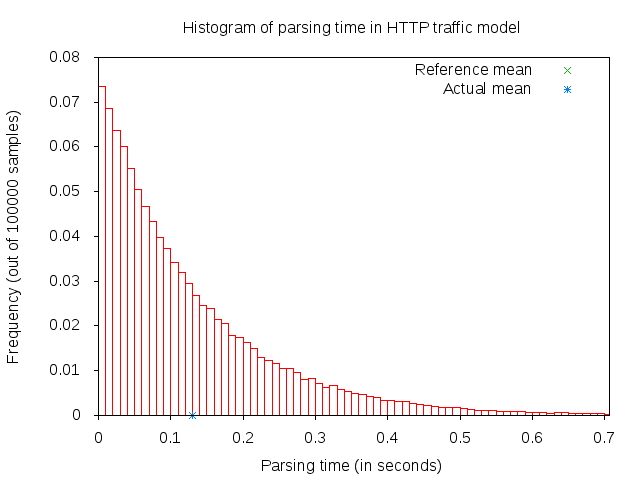 Histogram of parsing time in HTTP traffic model
Reference mean
Actual mean
Frequency (out of 100000 samples)
0.08
0.07
0.06
0.05
0.04
0.03
0.02
0.01
0
0 0.1 0.2 0.3 0.4 0.5 0.6 0.7
Parsing time (in seconds)